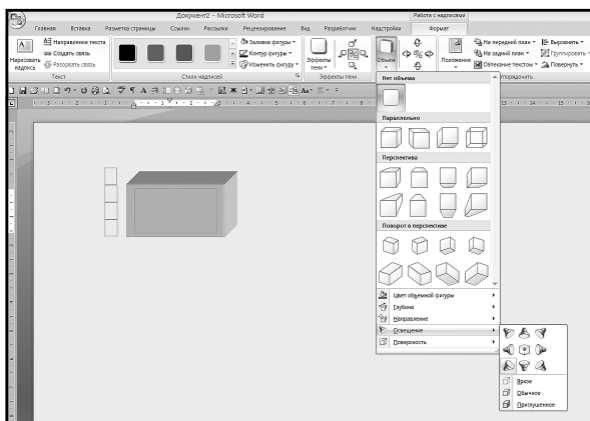 Документ2 - Microsoft Word
Работа с надписями
Главная Вставка Разметка страницы Ссылки Рассылки Рецензирование Вид Разработчик Надстройки Формат
Нарисовать надпись
Направление текста
Создать связь
Разорвать связь
Текст
Стили надписей
Заливка фигуры
Контур фигуры
Изменить фигуру
Эффекты тени
Эффекты тени
Объем
Положение
На передний план
На задний план
Обтекание текстом
Выровнять
Группировать
Повернуть
Упорядочить
Нет объема
Параллельно
Перспектива
Поворот в перспективе
Цвет объемной фигуры
Глубина
Направление
Освещение
Поверхность
Яркое
Обычное
Приглушенное